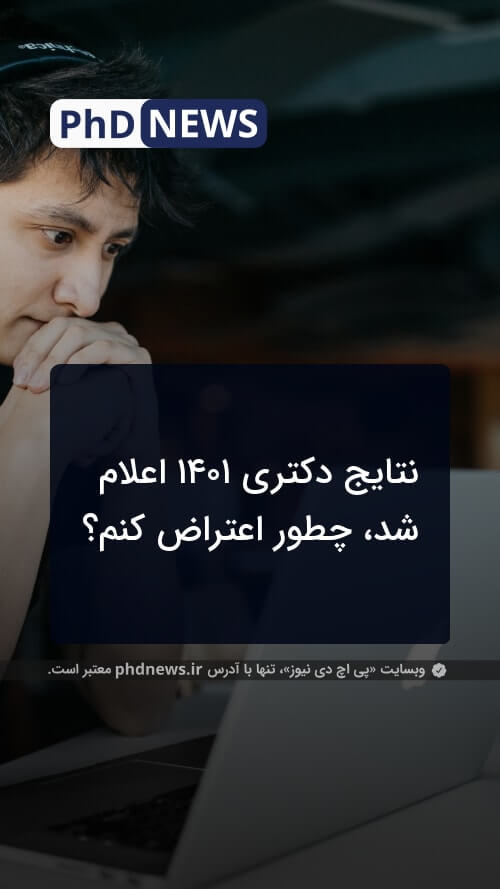 PhD NEWS
نتایج دکتری ۱۴۰۱ اعلام
شد، چطور اعتراض کنم؟
وبسایت «پی اچ دی نیوز»، تنها با آدرس phdnews.ir معتبر است.